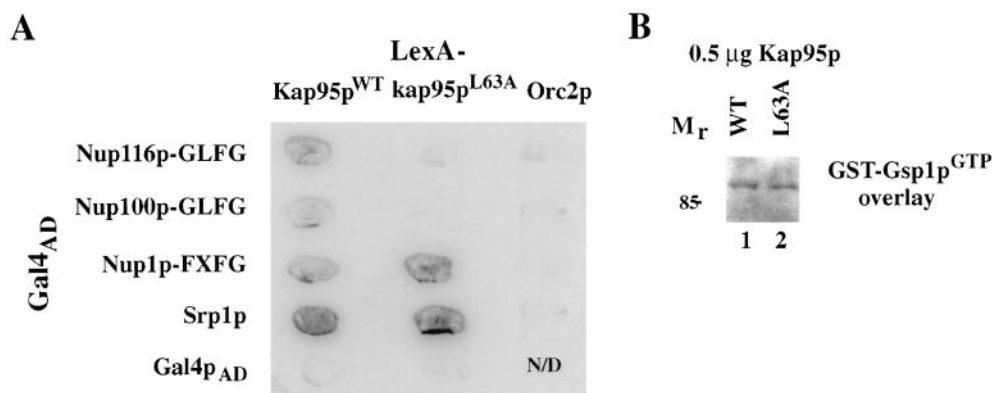 A
LexA-
Kap95pWT kap95pL63A Orc2p
Gal4AD
Nup116p-GLFG
Nup100p-GLFG
Nup1p-FXFG
Srp1p
Gal4pAD
N/D
B
0.5 µg Kap95p
Mr WT L63A
85-
GST-Gsp1pGTP
overlay
1 2